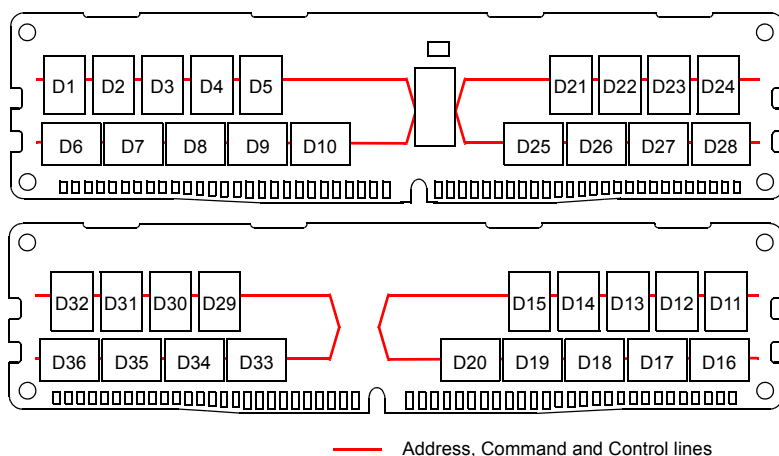 D1 D2 D3 D4 D5 D21 D22 D23 D24
D6 D7 D8 D9 D10 D25 D26 D27 D28
D32 D31 D30 D29 D15 D14 D13 D12 D11
D36 D35 D34 D33 D20 D19 D18 D17 D16
Address, Command and Control lines